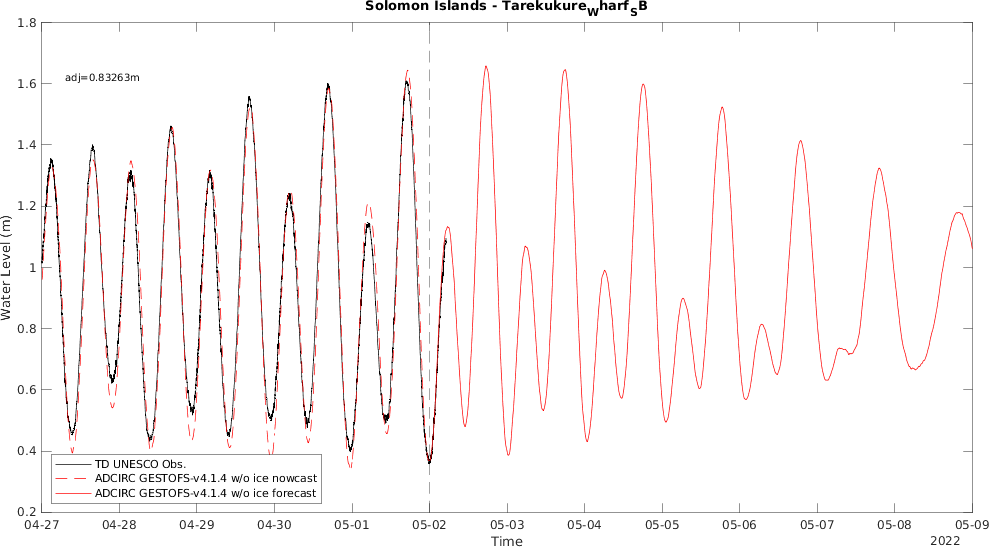 Solomon Islands - Tarekukure_Wharf_SB
1.8
adj=0.83263m
1.6
1.4
1.2
1
0.8
0.6
0.4
0.2
Water Level (m)
TD UNESCO Obs.
ADCIRC GESTOFS-v4.1.4 w/o ice nowcast
ADCIRC GESTOFS-v4.1.4 w/o ice forecast
04-27 04-28 04-29 04-30 05-01 05-02 05-03 05-04 05-05 05-06 05-07 05-08 05-09
Time
2022